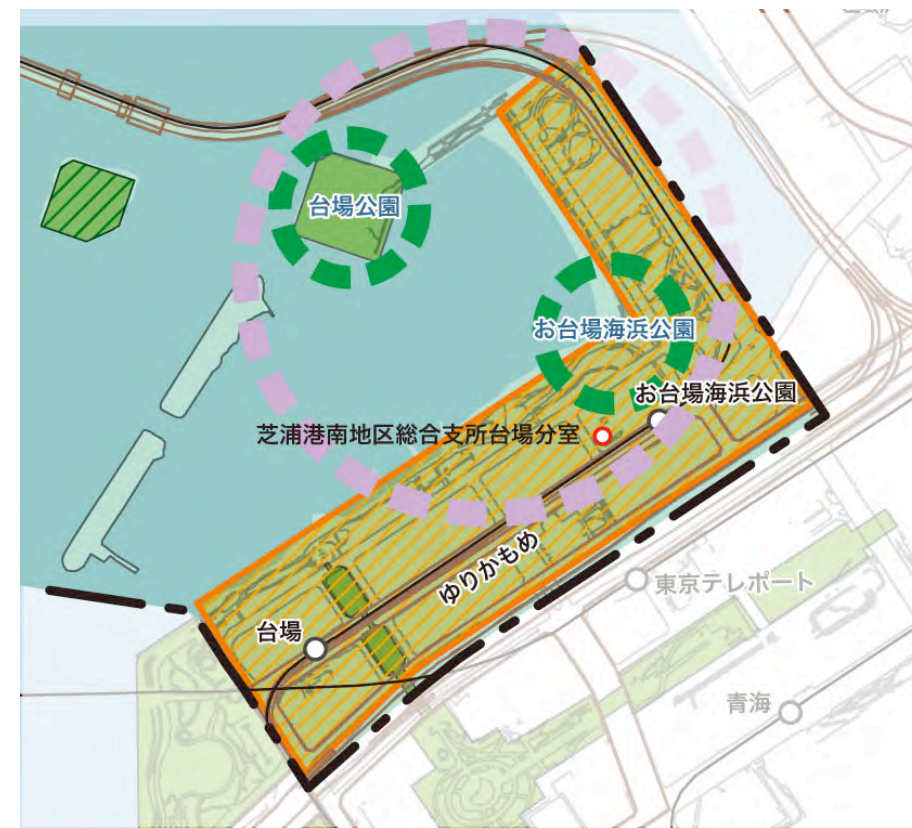 台場公園
お台場海浜公園
お台場海浜公園
芝浦港南地区総合支所台場分室
ゆりかもめ
東京テレポート
台場
青海